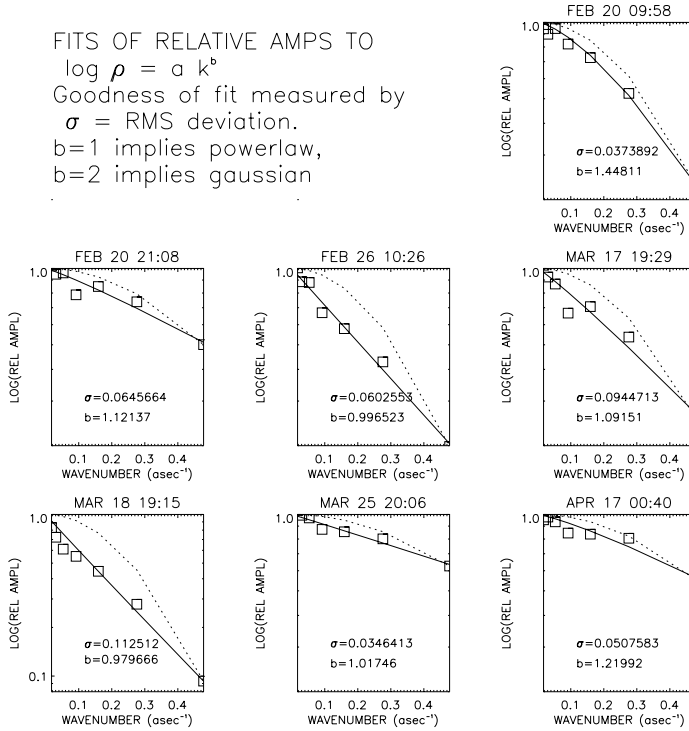 FEB 20 09:58
FITS OF RELATIVE AMPS TO
log ρ = a k^b
Goodness of fit measured by
σ = RMS deviation.
b=1 implies powerlaw,
b=2 implies gaussian
1.0
LOG(REL AMPL)
σ=0.0373892
b=1.44811
0.1 0.2 0.3 0.4
WAVENUMBER (asec⁻¹)
FEB 20 21:08
1.0
LOG(REL AMPL)
σ=0.0645664
b=1.12137
0.1 0.2 0.3 0.4
WAVENUMBER (asec⁻¹)
FEB 26 10:26
1.0
LOG(REL AMPL)
σ=0.0602553
b=0.996523
0.1 0.2 0.3 0.4
WAVENUMBER (asec⁻¹)
MAR 17 19:29
1.0
LOG(REL AMPL)
σ=0.0944713
b=1.09151
0.1 0.2 0.3 0.4
WAVENUMBER (asec⁻¹)
MAR 18 19:15
1.0
LOG(REL AMPL)
σ=0.112512
b=0.979666
0.1
0.1 0.2 0.3 0.4
WAVENUMBER (asec⁻¹)
MAR 25 20:06
1.0
LOG(REL AMPL)
σ=0.0346413
b=1.01746
0.1 0.2 0.3 0.4
WAVENUMBER (asec⁻¹)
APR 17 00:40
1.0
LOG(REL AMPL)
σ=0.0507583
b=1.21992
0.1 0.2 0.3 0.4
WAVENUMBER (asec⁻¹)